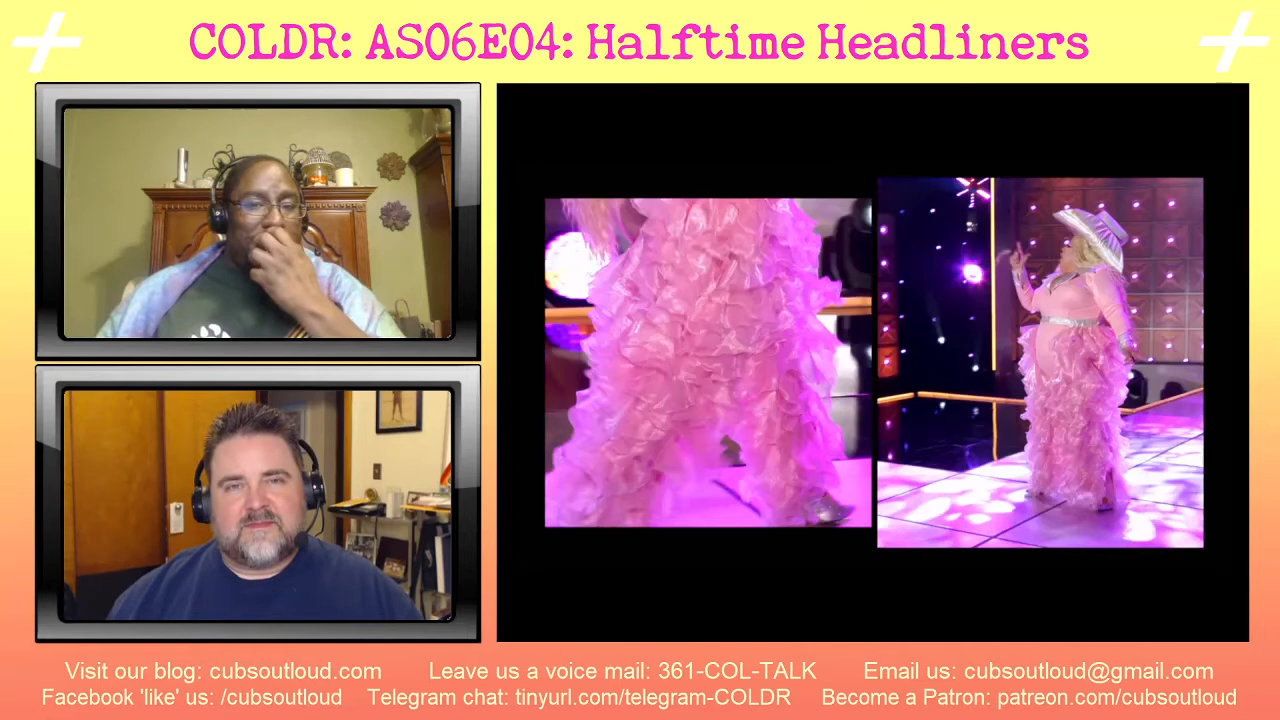 COLDR: AS06E04: Halftime Headliners
Visit our blog: cubsoutloud.com Leave us a voice mail: 361-COL-TALK Email us: cubsoutloud@gmail.com
Facebook 'like' us: /cubsoutloud Telegram chat: tinyurl.com/telegram-COLDR Become a Patron: patreon.com/cubsoutloud